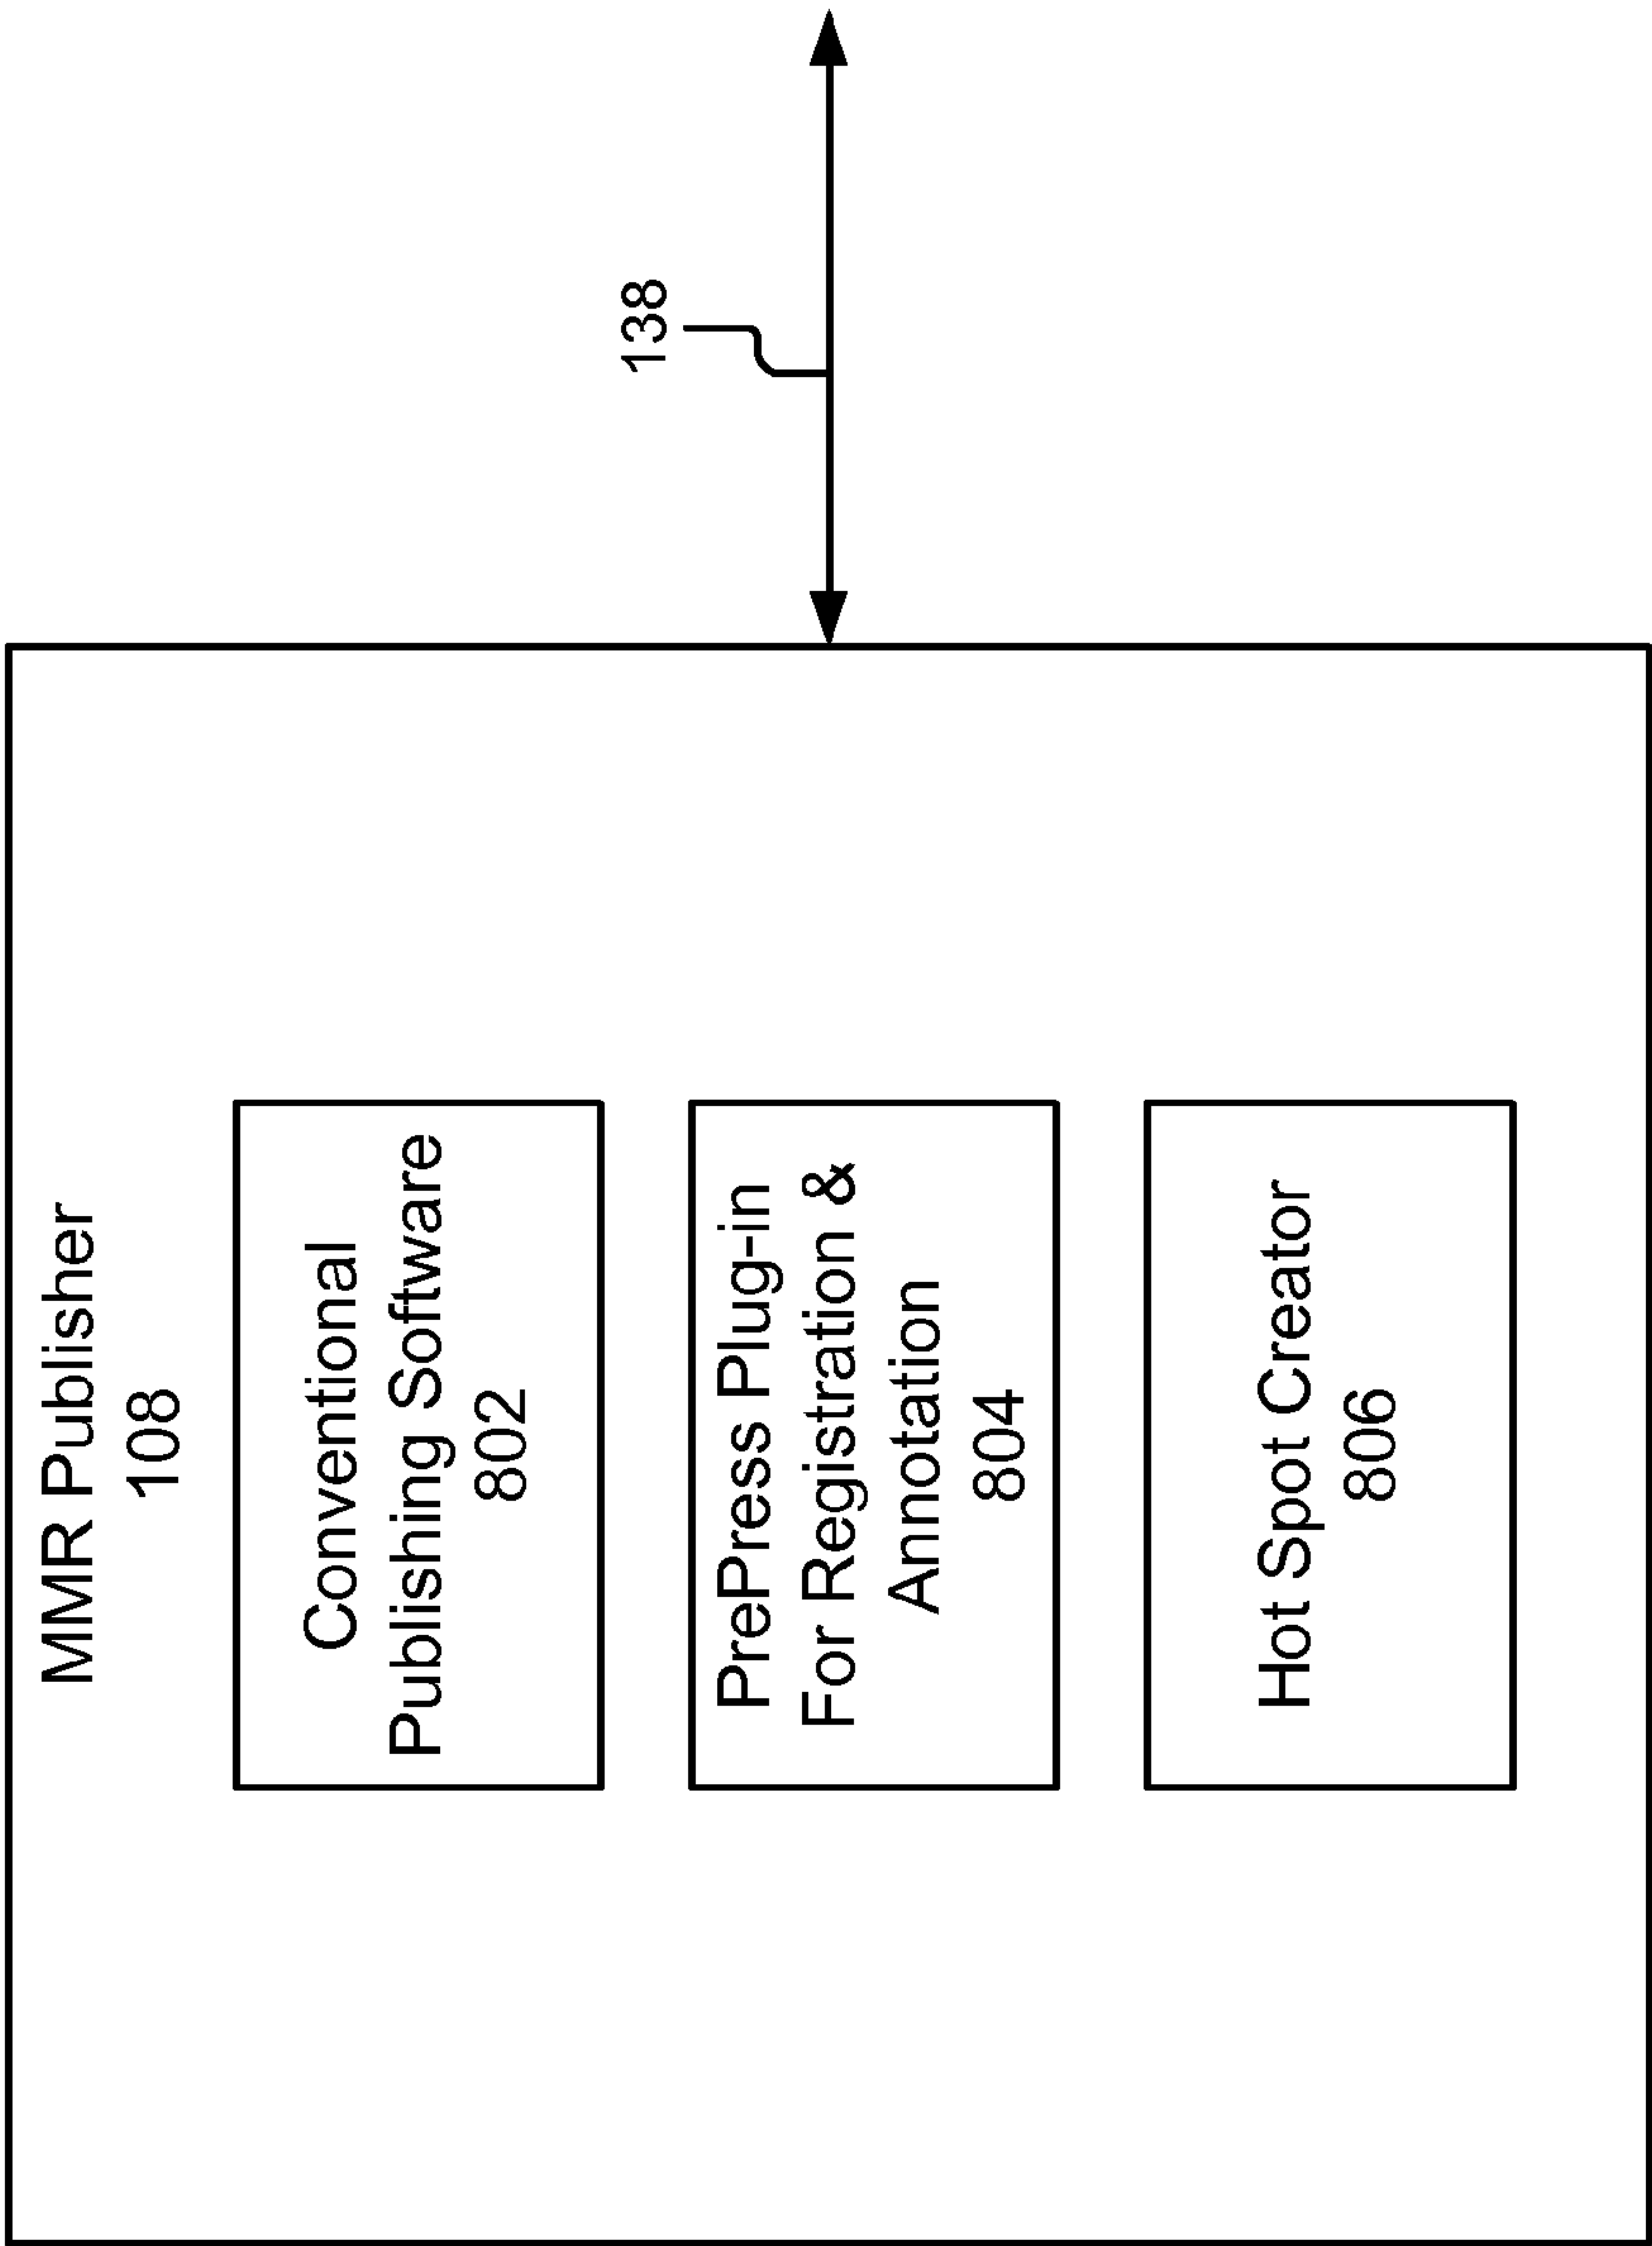 MMR Publisher
108
Conventional
Publishing Software
802
PrePress Plug-in
For Registration &
Annotation
804
Hot Spot Creator
806
138